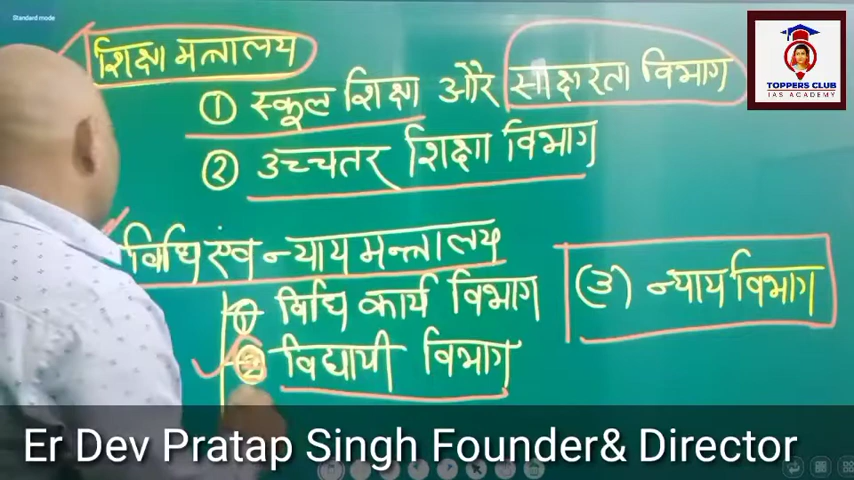 Standard mode
शिक्षा मन्त्रालय
① स्कूल शिक्षा और साक्षरता विभाग
② उच्चतर शिक्षा विभाग
विधि एंव न्याय मन्त्रालय
① विधि कार्य विभाग
② विधायी विभाग
(3) न्याय विभाग
TOPPERS CLUB
IAS ACADEMY
Er Dev Pratap Singh Founder& Director